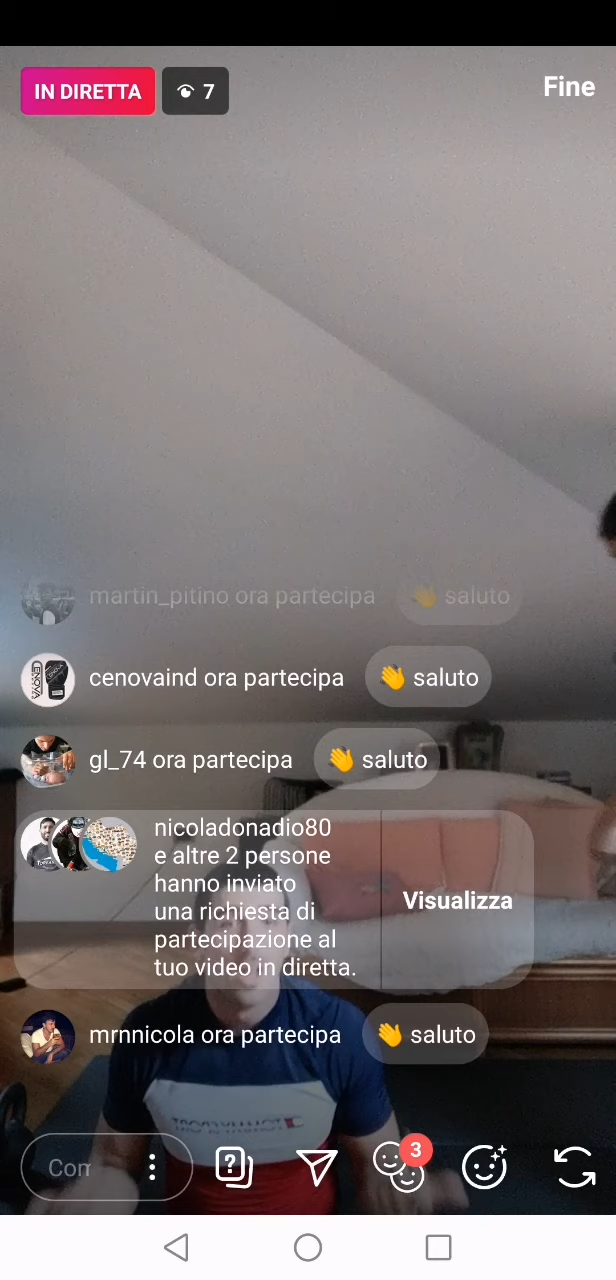 IN DIRETTA
7
Fine
martin_pitino ora partecipa 👋 saluto
cenovaind ora partecipa 👋 saluto
gl_74 ora partecipa 👋 saluto
nicoladonadio80
e altre 2 persone
hanno inviato
una richiesta di
partecipazione al
tuo video in diretta.
Visualizza
mrnnicola ora partecipa 👋 saluto
3
Com